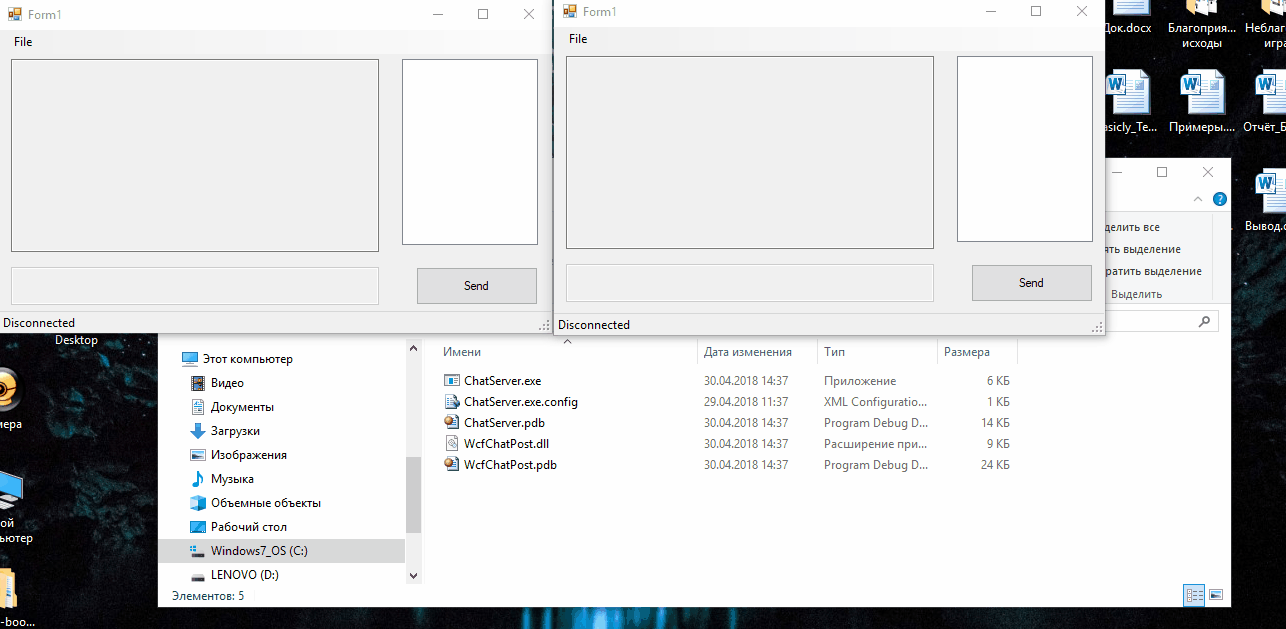 Form1
File
Send
Disconnected
Form1
File
Send
Disconnected
Док.docx
Благоприя...
исходы
Неблаг
игра
asicly_Te...
Примеры....
Отчёт_Б
Вывод.d
делить все
ять выделение
ратить выделение
Выделить
Desktop
мера
ой
ьютер
-boo...
Этот компьютер
Видео
Документы
Загрузки
Изображения
Музыка
Объемные объекты
Рабочий стол
Windows7_OS (C:)
LENOVO (D:)
Элементов: 5
Имени Дата изменения Тип Размера
ChatServer.exe 30.04.2018 14:37 Приложение 6 КБ
ChatServer.exe.config 29.04.2018 11:37 XML Configuratio... 1 КБ
ChatServer.pdb 30.04.2018 14:37 Program Debug D... 14 КБ
WcfChatPost.dll 30.04.2018 14:37 Расширение при... 9 КБ
WcfChatPost.pdb 30.04.2018 14:37 Program Debug D... 24 КБ